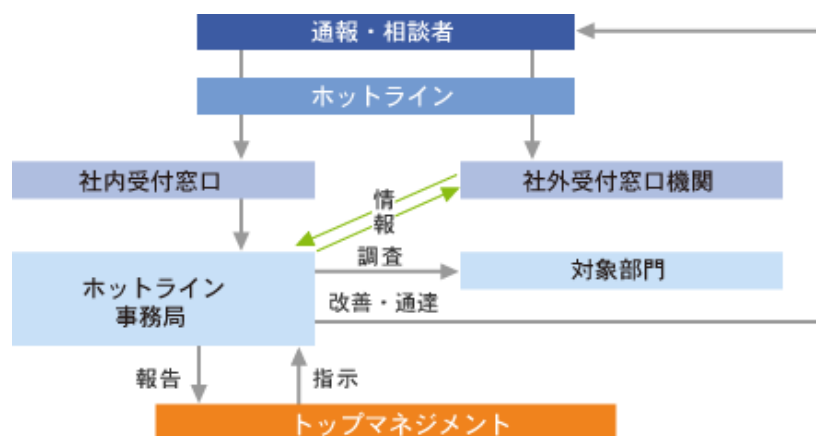 通報・相談者
ホットライン
社内受付窓口
社外受付窓口機関
情
報
調査
対象部門
ホットライン
事務局
改善・通達
報告
指示
トップマネジメント